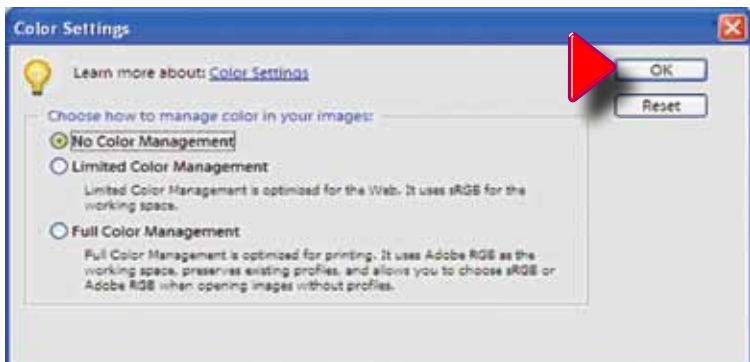 Color Settings
Learn more about: Color Settings
OK
Reset
Choose how to manage color in your images:
No Color Management
Limited Color Management
Limited Color Management is optimized for the Web. It uses sRGB for the
working space.
Full Color Management
Full Color Management is optimized for printing. It uses Adobe RGB as the
working space, preserves existing profiles, and allows you to choose sRGB or
Adobe RGB when opening images without profiles.